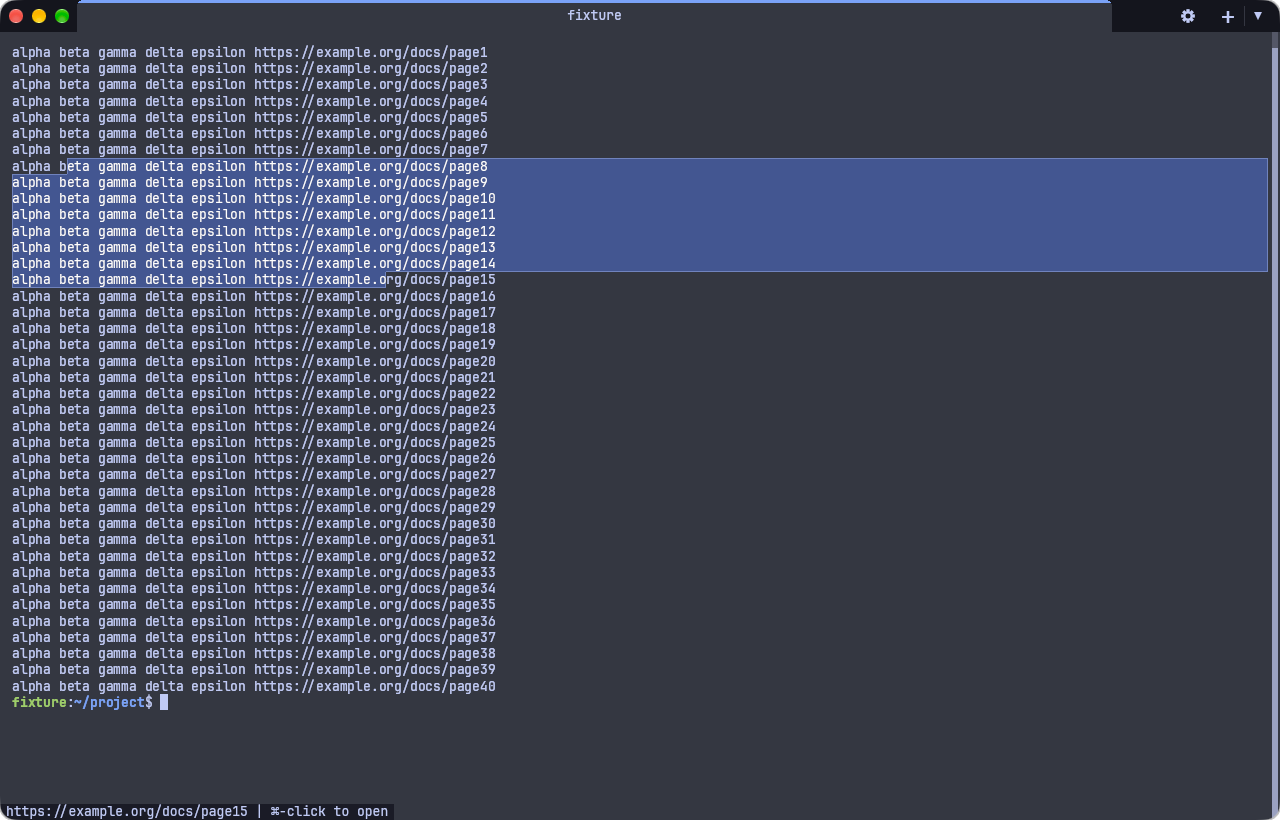 fixture
alpha beta gamma delta epsilon https://example.org/docs/page1
alpha beta gamma delta epsilon https://example.org/docs/page2
alpha beta gamma delta epsilon https://example.org/docs/page3
alpha beta gamma delta epsilon https://example.org/docs/page4
alpha beta gamma delta epsilon https://example.org/docs/page5
alpha beta gamma delta epsilon https://example.org/docs/page6
alpha beta gamma delta epsilon https://example.org/docs/page7
alpha beta gamma delta epsilon https://example.org/docs/page8
alpha beta gamma delta epsilon https://example.org/docs/page9
alpha beta gamma delta epsilon https://example.org/docs/page10
alpha beta gamma delta epsilon https://example.org/docs/page11
alpha beta gamma delta epsilon https://example.org/docs/page12
alpha beta gamma delta epsilon https://example.org/docs/page13
alpha beta gamma delta epsilon https://example.org/docs/page14
alpha beta gamma delta epsilon https://example.org/docs/page15
alpha beta gamma delta epsilon https://example.org/docs/page16
alpha beta gamma delta epsilon https://example.org/docs/page17
alpha beta gamma delta epsilon https://example.org/docs/page18
alpha beta gamma delta epsilon https://example.org/docs/page19
alpha beta gamma delta epsilon https://example.org/docs/page20
alpha beta gamma delta epsilon https://example.org/docs/page21
alpha beta gamma delta epsilon https://example.org/docs/page22
alpha beta gamma delta epsilon https://example.org/docs/page23
alpha beta gamma delta epsilon https://example.org/docs/page24
alpha beta gamma delta epsilon https://example.org/docs/page25
alpha beta gamma delta epsilon https://example.org/docs/page26
alpha beta gamma delta epsilon https://example.org/docs/page27
alpha beta gamma delta epsilon https://example.org/docs/page28
alpha beta gamma delta epsilon https://example.org/docs/page29
alpha beta gamma delta epsilon https://example.org/docs/page30
alpha beta gamma delta epsilon https://example.org/docs/page31
alpha beta gamma delta epsilon https://example.org/docs/page32
alpha beta gamma delta epsilon https://example.org/docs/page33
alpha beta gamma delta epsilon https://example.org/docs/page34
alpha beta gamma delta epsilon https://example.org/docs/page35
alpha beta gamma delta epsilon https://example.org/docs/page36
alpha beta gamma delta epsilon https://example.org/docs/page37
alpha beta gamma delta epsilon https://example.org/docs/page38
alpha beta gamma delta epsilon https://example.org/docs/page39
alpha beta gamma delta epsilon https://example.org/docs/page40
fixture:~/project$
https://example.org/docs/page15 | ⌘-click to open